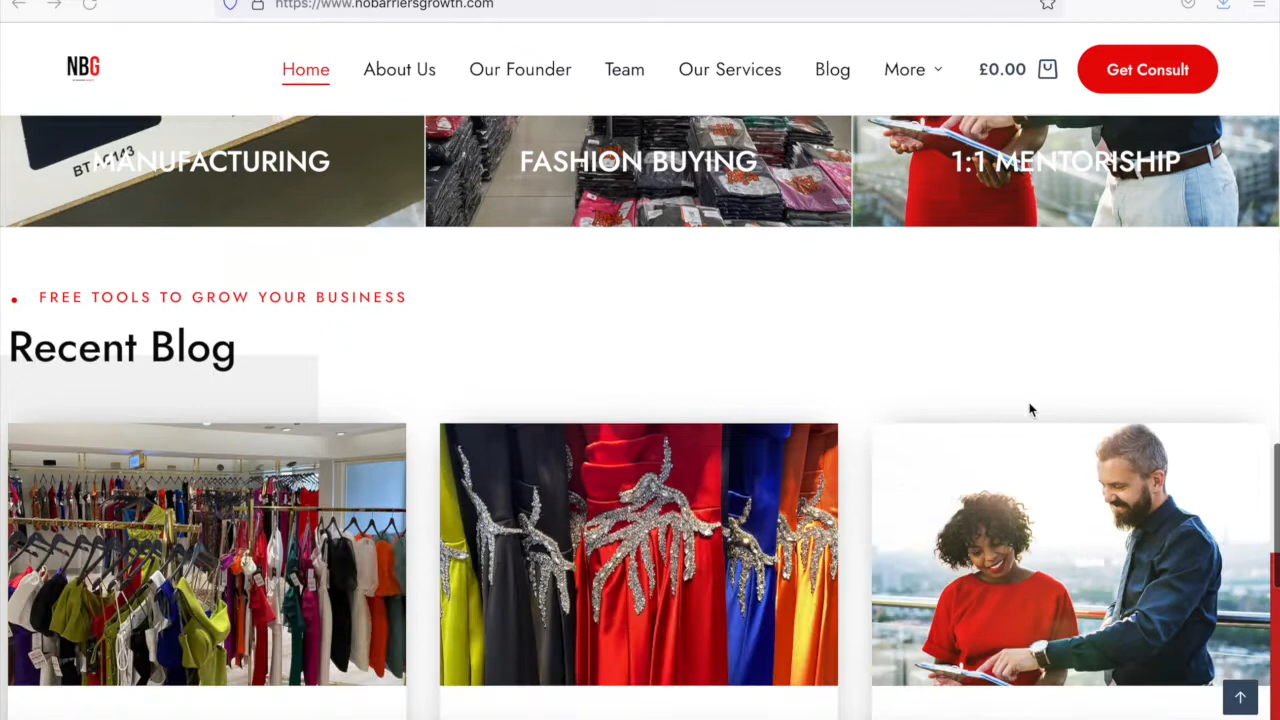 https://www.nobarriersgrowth.com
NBG
Home
About Us
Our Founder
Team
Our Services
Blog
More
£0.00
Get Consult
MANUFACTURING
FASHION BUYING
1:1 MENTORISHIP
FREE TOOLS TO GROW YOUR BUSINESS
Recent Blog